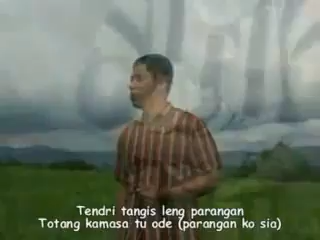 Tendri tangis leng parangan
Totang kamasa tu ode (parangan ko sia)